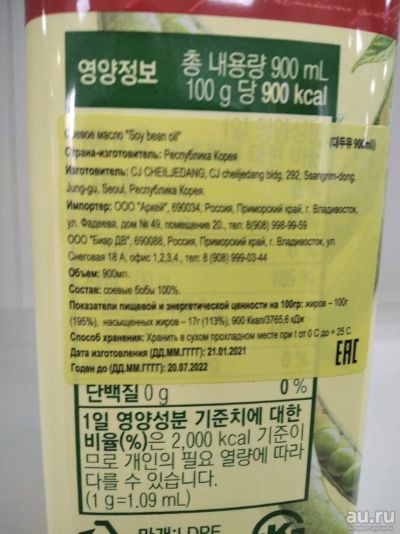 영양정보 총 내용량 900 mL
100 g 당 900 kcal
Соевое масло "Soy bean oil"
(대두유 900ml)
Страна-изготовитель: Республика Корея
Изготовитель: CJ CHEILJEDANG, CJ cheiljedang bldg, 292, Ssangrim-dong,
Jung-gu, Seoul, Республика Корея.
Импортер: ООО "Аркей", 690034, Россия, Приморский край, г. Владивосток,
ул. Фадеева, дом № 49, помещение 20., тел: 8(908) 998-99-59
ООО "Биар ДВ", 690088, Россия, Приморский край, г. Владивосток, ул.
Снеговая 18 А, офис 1,2,3,4., тел: 8 (908) 999-03-44
Объем: 900мл.
Состав: соевые бобы 100%.
Показатели пищевой и энергетической ценности на 100гр: жиров – 100г
(195%), насыщенных жиров – 17г (113%), 900 Ккал/3765,6 кДж
Способ хранения: Хранить в сухом прохладном месте при t от 0 С до + 25 С.
Дата изготовления (ДД.ММ.ГГГГ): 21.01.2021
Годен до (ДД.ММ.ГГГГ): 20.07.2022
EAC
단백질 0 g 0 %
1일 영양성분 기준치에 대한
비율(%)은 2,000 kcal 기준이
므로 개인의 필요 열량에 따라
다를 수 있습니다.
(1 g=1.09 mL)
마개:LDPE
au.ru